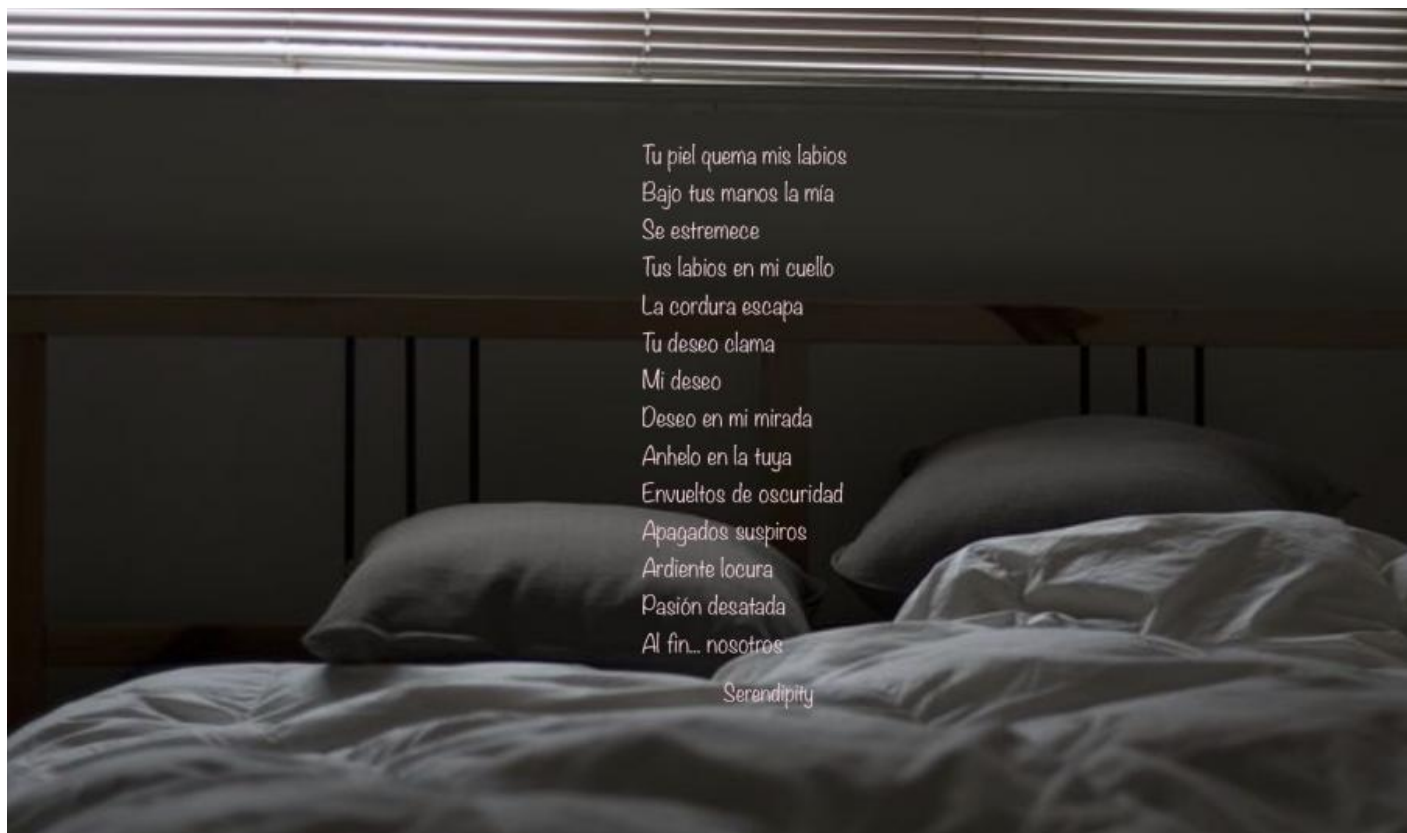 Tu piel quema mis labios
Bajo tus manos la mía
Se estremece
Tus labios en mi cuello
La cordura escapa
Tu deseo clama
Mi deseo
Deseo en mi mirada
Anhelo en la tuya
Envueltos de oscuridad
Apagados suspiros
Ardiente locura
Pasión desatada
Al fin... nosotros
Serendipity